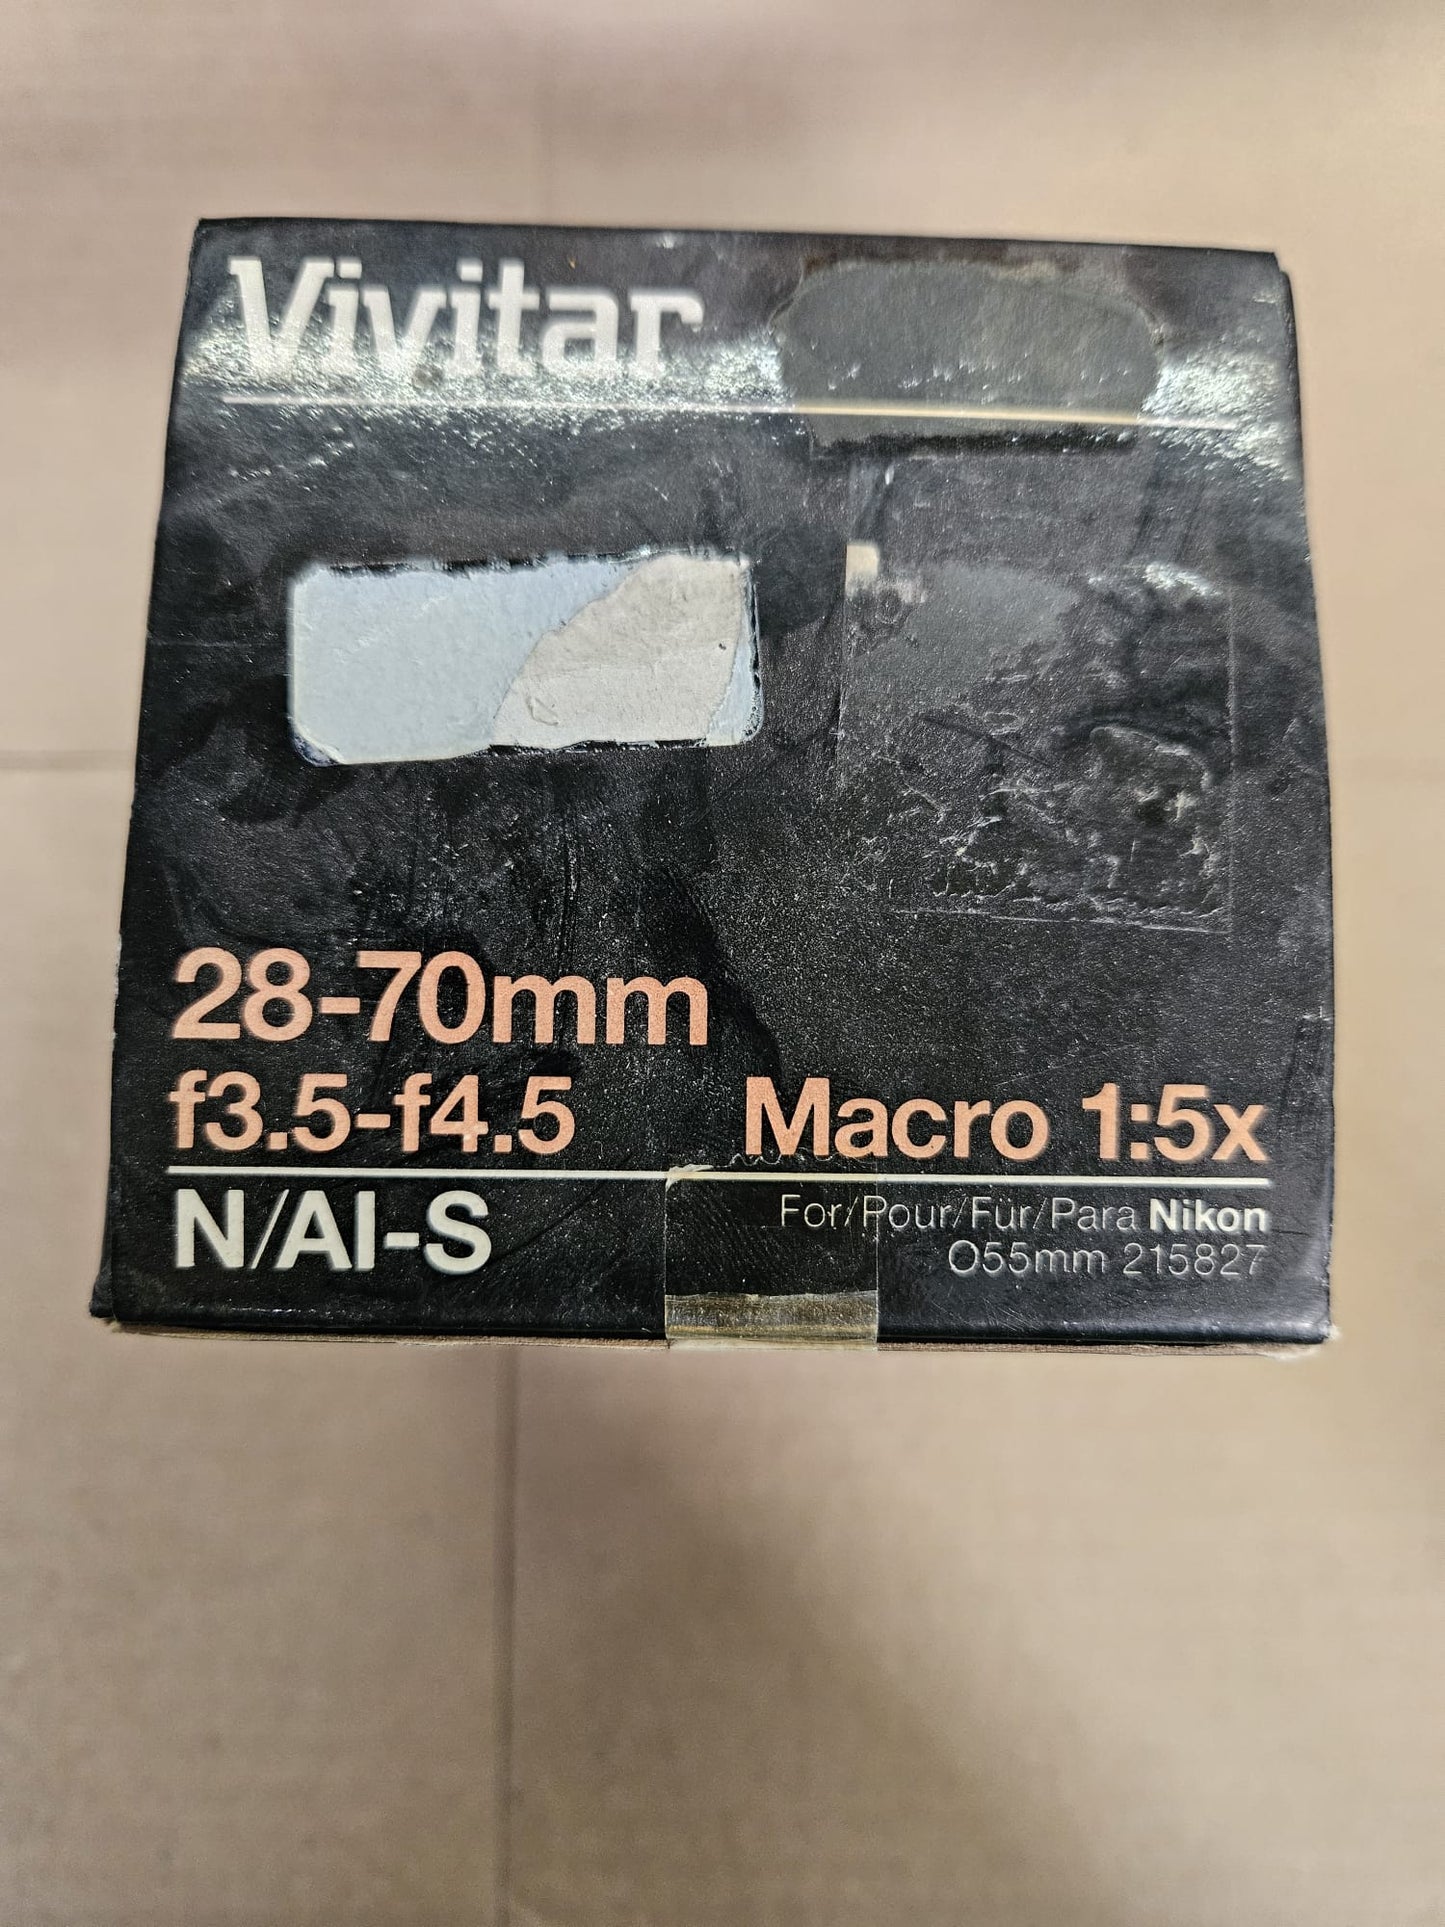 Vivitar
28-70mm
f3.5-f4.5 Macro 1:5x
N/AI-S
For/Pour/Für/Para Nikon
O55mm 215827